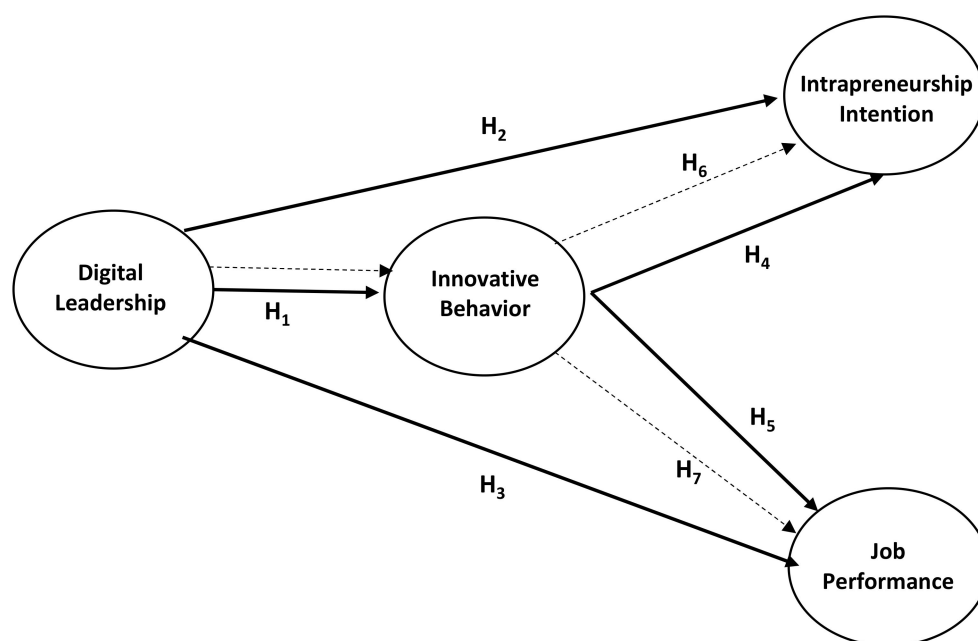 Intrapreneurship
Intention
H₂
H₆
H₄
Digital
Leadership
Innovative
Behavior
H₁
H₅
H₇
H₃
Job
Performance